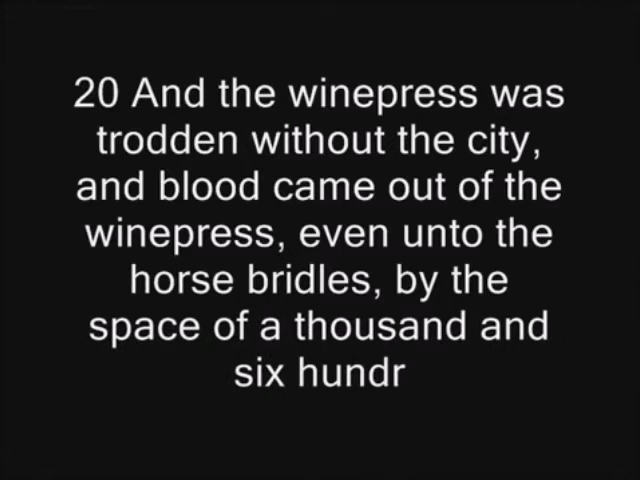 20 And the winepress was
trodden without the city,
and blood came out of the
winepress, even unto the
horse bridles, by the
space of a thousand and
six hundr